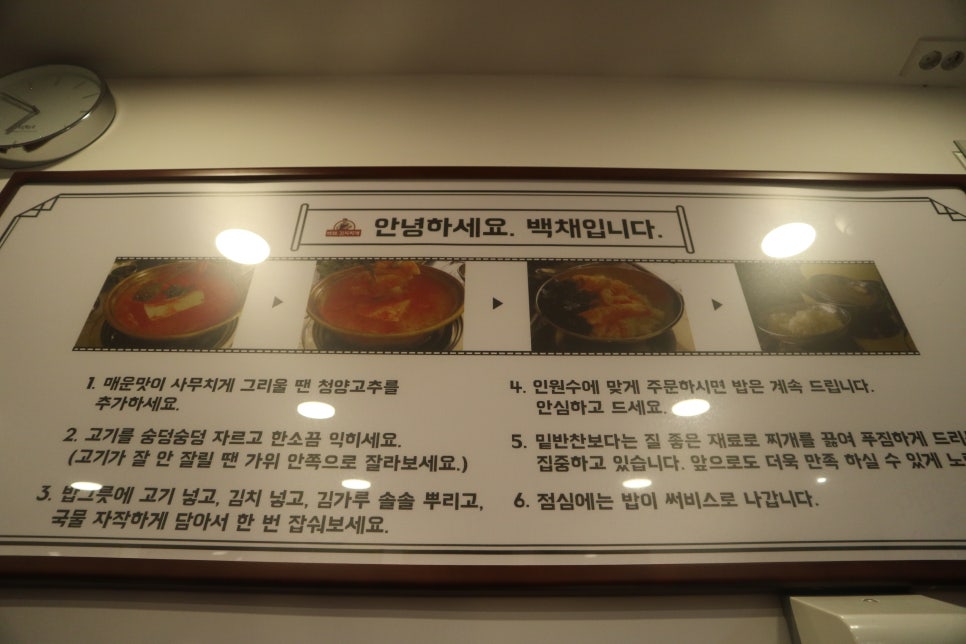 안녕하세요. 백채입니다.
1. 매운맛이 사무치게 그리울 땐 청양고추를
추가하세요.
2. 고기를 숭덩숭덩 자르고 한소끔 익히세요.
(고기가 잘 안 잘릴 땐 가위 안쪽으로 잘라보세요.)
3. 밥그릇에 고기 넣고, 김치 넣고, 김가루 솔솔 뿌리고,
국물 자작하게 담아서 한 번 잡숴보세요.
4. 인원수에 맞게 주문하시면 밥은 계속 드립니다.
안심하고 드세요.
5. 밑반찬보다는 질 좋은 재료로 찌개를 끓여 푸짐하게
집중하고 있습니다. 앞으로도 더욱 만족 하실 수 있게
6. 점심에는 밥이 써비스로 나갑니다.